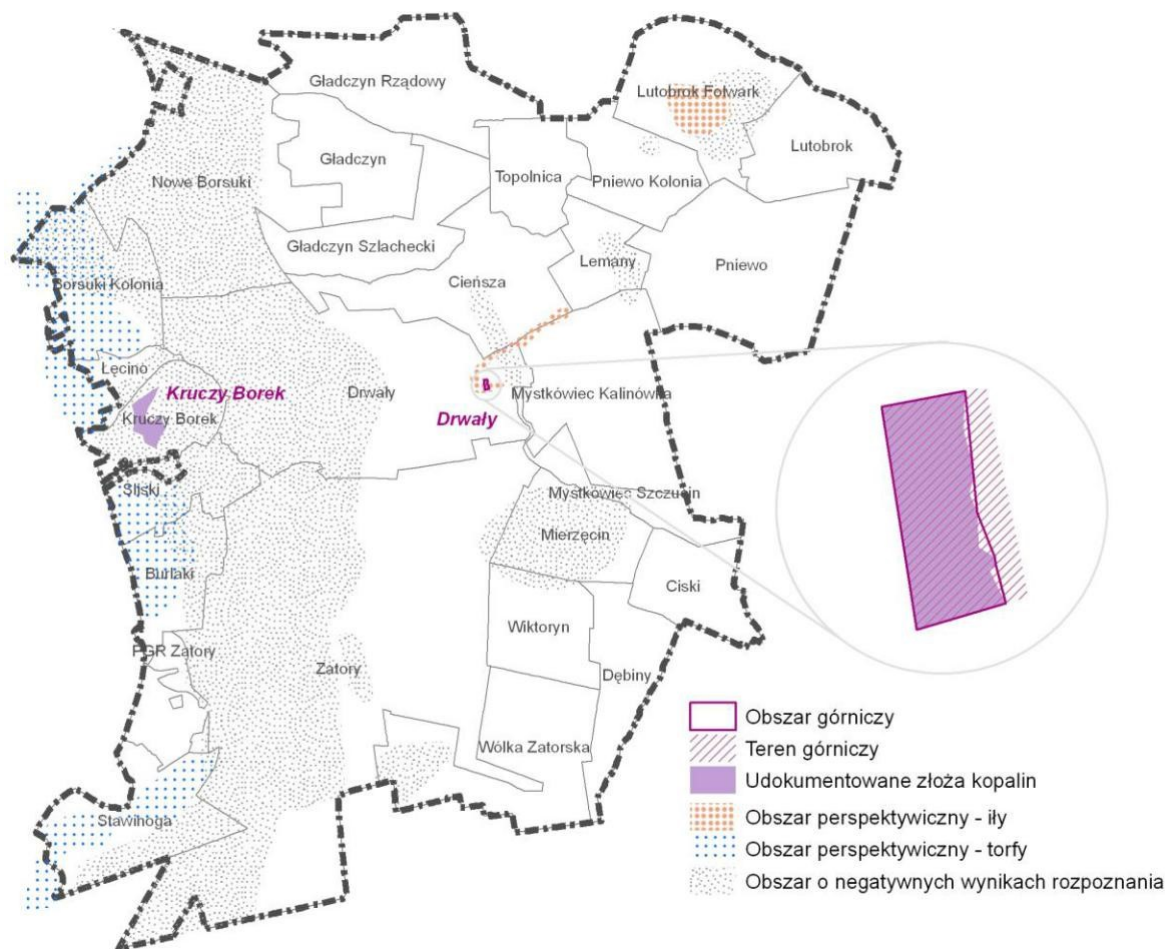 Gładczyn Rządowy
Lutobrok Folwark
Lutobrok
Gładczyn
Nowe Borsuki
Topolnica
Pniewo Kolonia
Gładczyn Szlachecki
Lemany
Pniewo
Cieńsza
Borsuki Kolonia
Łęcino
Kruczy Borek
Drwały
Mystkówiec Kalinówka
Kruczy Borek
Drwały
Śliski
Mystkówiec Szczucin
Mierzęcin
Burlaki
Ciski
Wiktoryn
PGR Zatory
Zatory
Dębiny
Wólka Zatorska
Stawinoga
Obszar górniczy
Teren górniczy
Udokumentowane złoża kopalin
Obszar perspektywiczny - iły
Obszar perspektywiczny - torfy
Obszar o negatywnych wynikach rozpoznania